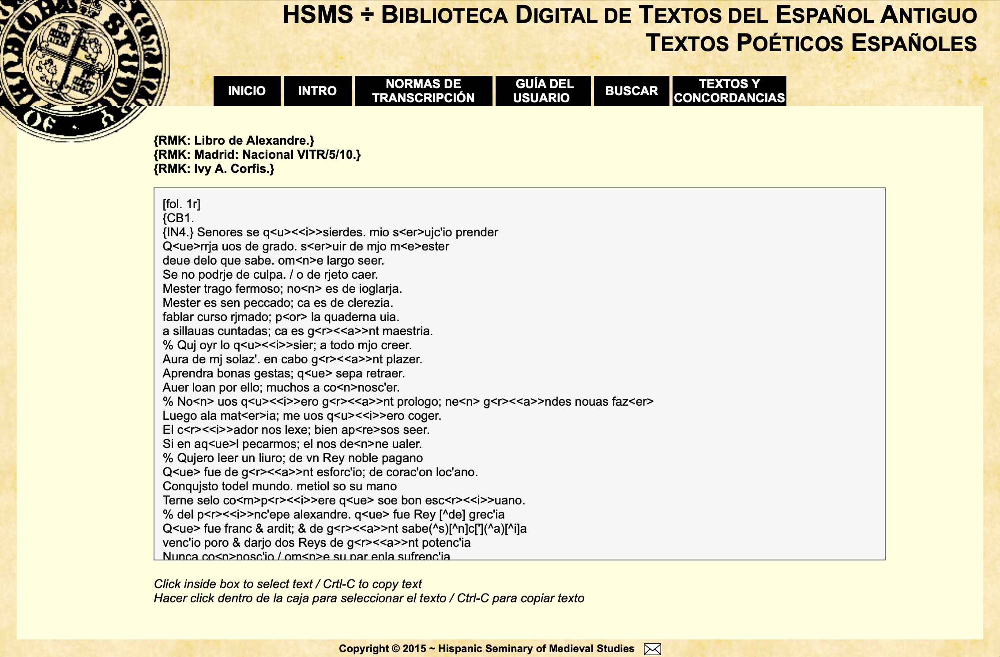 HSMS ÷ BIBLIOTECA DIGITAL DE TEXTOS DEL ESPAÑOL ANTIGUO
TEXTOS POÉTICOS ESPAÑOLES
INICIO
INTRO
NORMAS DE
TRANSCRIPCIÓN
GUÍA DEL
USUARIO
BUSCAR
TEXTOS Y
CONCORDANCIAS
{RMK: Libro de Alexandre.}
{RMK: Madrid: Nacional VITR/5/10.}
{RMK: Ivy A. Corfis.}
[fol. 1r]
{CB1.
{IN4.} Senores se q<u><<i>>sierdes. mio s<er>ujc'io prender
Q<ue>rrja uos de grado. s<er>uir de mjo m<e>ester
deue delo que sabe. om<n>e largo seer.
Se no podrje de culpa. / o de rjeto caer.
Mester trago fermoso; no<n> es de ioglarja.
Mester es sen peccado; ca es de clerezia.
fablar curso rjmado; p<or> la quaderna uia.
a sillauas cuntadas; ca es g<r><<a>>nt maestria.
% Quj oyr lo q<u><<i>>sier; a todo mjo creer.
Aura de mj solaz'. en cabo g<r><<a>>nt plazer.
Aprendra bonas gestas; q<ue> sepa retraer.
Auer loan por ello; muchos a co<n>nosc'er.
% No<n> uos q<u><<i>>ero g<r><<a>>nt prologo; ne<n> g<r><<a>>ndes nouas faz<er>
Luego ala mat<er>ia; me uos q<u><<i>>ero coger.
El c<r><<i>>ador nos lexe; bien ap<re>sos seer.
Si en aq<ue>l pecarmos; el nos de<n>ne ualer.
% Qujero leer un liuro; de vn Rey noble pagano
Q<ue> fue de g<r><<a>>nt esforc'io; de corac'on loc'ano.
Conqujsto todel mundo. metiol so su mano
Terne selo co<m>p<r><<i>>ere q<ue> soe bon esc<r><<i>>uano.
% del p<r><<i>>nc'epe alexandre. q<ue> fue Rey [^de] grec'ia
Q<ue> fue franc & ardit; & de g<r><<a>>nt sabe(^s)[^n]c['](^a)[^i]a
venc'io poro & darjo dos Reys de g<r><<a>>nt potenc'ia
Nunca co<n>nosc'io / om<n>e su par enla sufrenc'ia
Click inside box to select text / Crtl-C to copy text
Hacer click dentro de la caja para seleccionar el texto / Ctrl-C para copiar texto
Copyright © 2015 ~ Hispanic Seminary of Medieval Studies